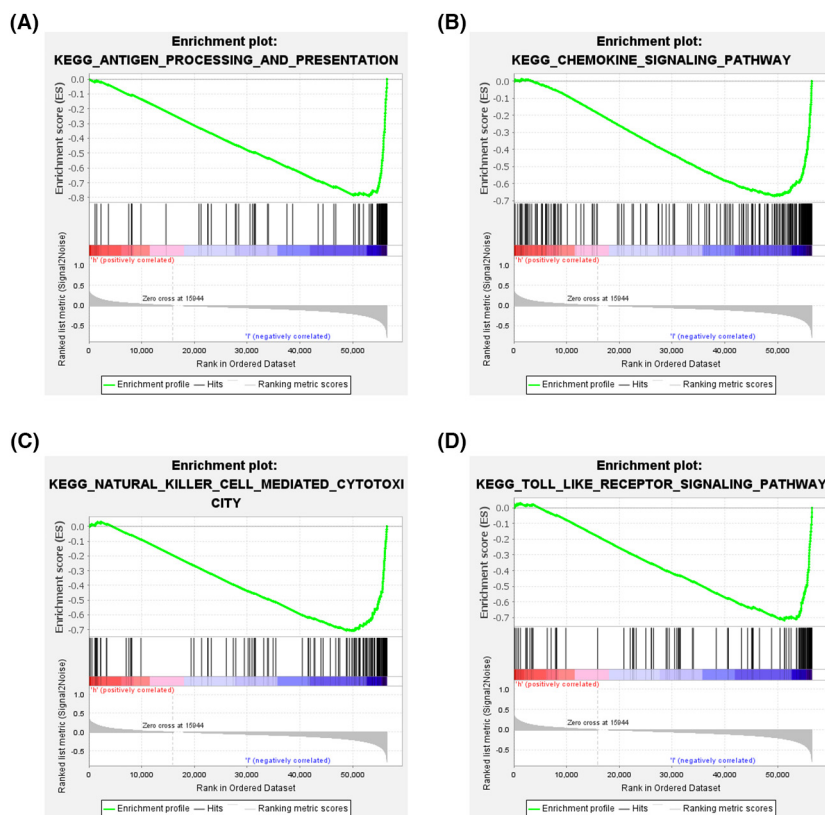 (A)
Enrichment plot:
KEGG_ANTIGEN_PROCESSING_AND_PRESENTATION
Enrichment score (ES)
0.0
-0.1
-0.2
-0.3
-0.4
-0.5
-0.6
-0.7
-0.8
Ranked list metric (Signal2Noise)
'h' (positively correlated)
1.0
0.5
0.0
-0.5
Zero cross at 15944
'l' (negatively correlated)
0 10,000 20,000 30,000 40,000 50,000
Rank in Ordered Dataset
Enrichment profile Hits Ranking metric scores
(B)
Enrichment plot:
KEGG_CHEMOKINE_SIGNALING_PATHWAY
Enrichment score (ES)
0.0
-0.1
-0.2
-0.3
-0.4
-0.5
-0.6
-0.7
Ranked list metric (Signal2Noise)
'h' (positively correlated)
1.0
0.5
0.0
-0.5
Zero cross at 15944
'l' (negatively correlated)
0 10,000 20,000 30,000 40,000 50,000
Rank in Ordered Dataset
Enrichment profile Hits Ranking metric scores
(C)
Enrichment plot:
KEGG_NATURAL_KILLER_CELL_MEDIATED_CYTOTOXI
CITY
Enrichment score (ES)
0.0
-0.1
-0.2
-0.3
-0.4
-0.5
-0.6
-0.7
Ranked list metric (Signal2Noise)
'h' (positively correlated)
1.0
0.5
0.0
-0.5
Zero cross at 15944
'l' (negatively correlated)
0 10,000 20,000 30,000 40,000 50,000
Rank in Ordered Dataset
Enrichment profile Hits Ranking metric scores
(D)
Enrichment plot:
KEGG_TOLL_LIKE_RECEPTOR_SIGNALING_PATHWAY
Enrichment score (ES)
0.0
-0.1
-0.2
-0.3
-0.4
-0.5
-0.6
-0.7
Ranked list metric (Signal2Noise)
'h' (positively correlated)
1.0
0.5
0.0
-0.5
Zero cross at 15944
'l' (negatively correlated)
0 10,000 20,000 30,000 40,000 50,000
Rank in Ordered Dataset
Enrichment profile Hits Ranking metric scores